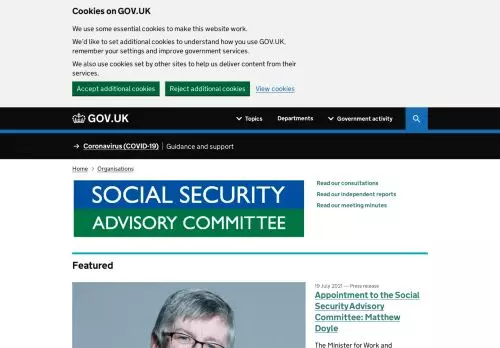 Cookies on GOV.UK
We use some essential cookies to make this website work.
We'd like to set additional cookies to understand how you use GOV.UK,
remember your settings and improve government services.
We also use cookies set by other sites to help us deliver content from their
services.
Accept additional cookies Reject additional cookies View cookies
GOV.UK Topics Departments Government activity
Coronavirus (COVID-19) Guidance and support
Home Organisations
SOCIAL SECURITY
ADVISORY COMMITTEE
Read our consultations
Read our independent reports
Read our meeting minutes
Featured
19 July 2021 — Press release
Appointment to the Social
Security Advisory
Committee: Matthew
Doyle
The Minister for Work and